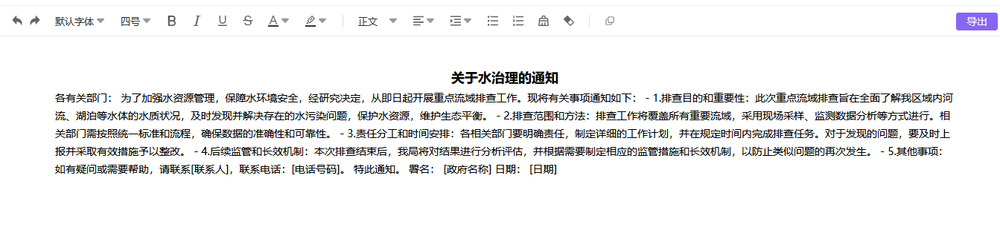 默认字体 四号 B I U S A 正文 导出
关于水治理的通知
各有关部门： 为了加强水资源管理，保障水环境安全，经研究决定，从即日起开展重点流域排查工作。现将有关事项通知如下： - 1.排查目的和重要性：此次重点流域排查旨在全面了解我区域内河
流、湖泊等水体的水质状况，及时发现并解决存在的水污染问题，保护水资源，维护生态平衡。 - 2.排查范围和方法：排查工作将覆盖所有重要流域，采用现场采样、监测数据分析等方式进行。相
关部门需按照统一标准和流程，确保数据的准确性和可靠性。 - 3.责任分工和时间安排：各相关部门要明确责任，制定详细的工作计划，并在规定时间内完成排查任务。对于发现的问题，要及时上
报并采取有效措施予以整改。 - 4.后续监管和长效机制：本次排查结束后，我局将对结果进行分析评估，并根据需要制定相应的监管措施和长效机制，以防止类似问题的再次发生。 - 5.其他事项：
如有疑问或需要帮助，请联系[联系人]，联系电话：[电话号码]。 特此通知。 署名： [政府名称] 日期： [日期]